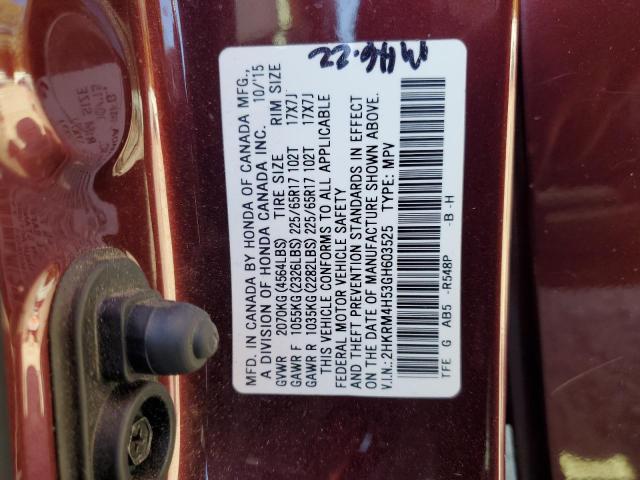 MFD. IN CANADA BY HONDA OF CANADA MFG.,
A DIVISION OF HONDA CANADA INC. 10/'15
GVWR 2070KG(4564LBS) TIRE SIZE RIM SIZE
GAWR F 1055KG(2326LBS)225/65R17 102T 17X7J
GAWR R 1035KG(2282LBS)225/65R17 102T 17X7J
THIS VEHICLE CONFORMS TO ALL APPLICABLE
FEDERAL MOTOR VEHICLE SAFETY
AND THEFT PREVENTION STANDARDS IN EFFECT
ON THE DATE OF MANUFACTURE SHOWN ABOVE.
V.I.N.:2HKRM4H53GH603525 TYPE: MPV
TFE G AB5 -R548P -B-H